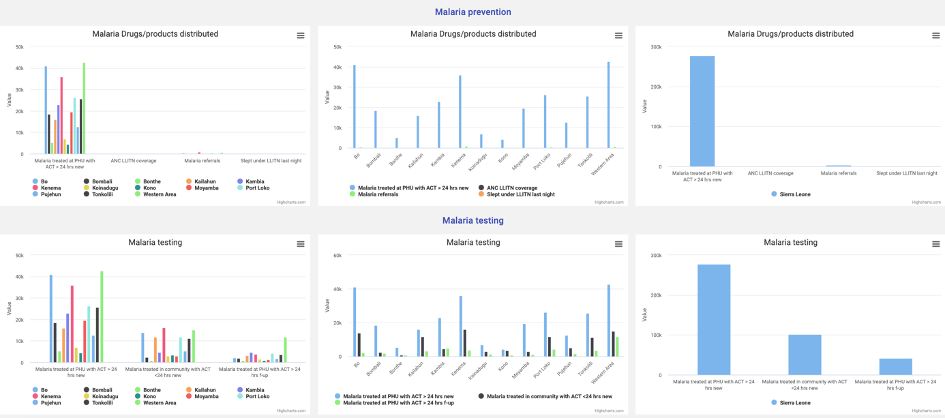 Malaria prevention
Malaria Drugs/products distributed
50k
40k
30k
20k
10k
0
Value
Malaria treated at PHU with
ACT > 24 hrs new
ANC LLITN coverage
Malaria referrals
Slept under LLITN last night
Bo
Bombali
Bonthe
Kailahun
Kambia
Kenema
Koinadugu
Kono
Moyamba
Port Loko
Pujehun
Tonkolili
Western Area
Highcharts.com
Malaria Drugs/products distributed
50k
40k
30k
20k
10k
0
Value
Bo
Bombali
Bonthe
Kailahun
Kambia
Kenema
Koinadugu
Kono
Moyamba
Port Loko
Pujehun
Tonkolili
Western Area
Malaria treated at PHU with ACT > 24 hrs new
ANC LLITN coverage
Malaria referrals
Slept under LLITN last night
Highcharts.com
Malaria Drugs/products distributed
300k
200k
100k
0
Value
Malaria treated at PHU with
ACT > 24 hrs new
ANC LLITN coverage
Malaria referrals
Slept under LLITN last night
Sierra Leone
Highcharts.com
Malaria testing
Malaria testing
50k
40k
30k
20k
10k
0
Value
Malaria treated at PHU with ACT > 24
hrs new
Malaria treated in community with ACT
<24 hrs new
Malaria treated at PHU with ACT > 24
hrs f-up
Bo
Bombali
Bonthe
Kailahun
Kambia
Kenema
Koinadugu
Kono
Moyamba
Port Loko
Pujehun
Tonkolili
Western Area
Highcharts.com
Malaria testing
60k
40k
20k
0
Value
Bo
Bombali
Bonthe
Kailahun
Kambia
Kenema
Koinadugu
Kono
Moyamba
Port Loko
Pujehun
Tonkolili
Western Area
Malaria treated at PHU with ACT > 24 hrs new
Malaria treated in community with ACT <24 hrs new
Malaria treated at PHU with ACT > 24 hrs f-up
Highcharts.com
Malaria testing
300k
200k
100k
0
Value
Malaria treated at PHU with ACT > 24
hrs new
Malaria treated in community with ACT
<24 hrs new
Malaria treated at PHU with ACT > 24
hrs f-up
Sierra Leone
Highcharts.com